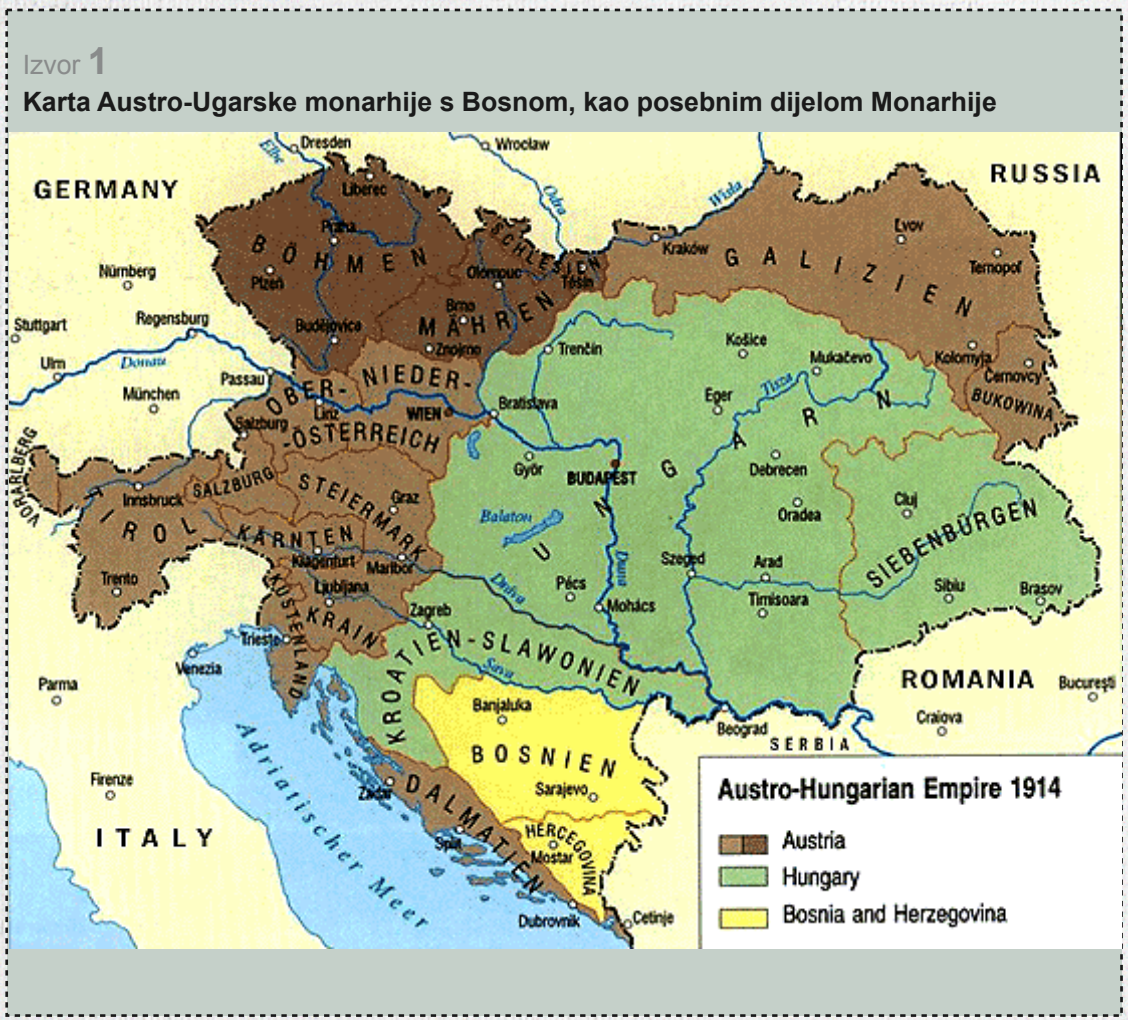 Izvor 1
Karta Austro-Ugarske monarhije s Bosnom, kao posebnim dijelom Monarhije
Dresden
Wrocław
Elbe
GERMANY
RUSSIA
Liberec
Odra
Wisła
Praha
Lvov
Kraków
BÖHMEN
SCHLESIEN
GALIZIEN
Nürnberg
Plzeň
Olomouc
Těšín
Ternopol
Stuttgart
Regensburg
Budějovice
Brno
MÄHREN
Znojmo
Trenčín
Košice
Mukačevo
Kolomyja
Černovcy
BUKOWINA
Ulm
Donau
München
Passau
OBER-
NIEDER-
-ÖSTERREICH
Linz
WIEN
Bratislava
Eger
Tisza
Salzburg
Györ
BUDAPEST
Debrecen
UNGARN
VORARLBERG
Innsbruck
SALZBURG
STEIERMARK
Graz
Balaton
Oradea
Cluj
SIEBENBÜRGEN
TIROL
KÄRNTEN
Klagenfurt
Maribor
Szeged
Arad
Trento
Ljubljana
Drava
Pécs
Duna
Mohács
Timisoara
Sibiu
Brasov
KÜSTENLAND
KRAIN
Zagreb
Trieste
Venezia
KROATIEN-SLAWONIEN
Sava
Parma
ROMANIA
Bucureşti
Banjaluka
Beograd
SERBIA
Craiova
BOSNIEN
Adriatischer Meer
Firenze
Zadar
Sarajevo
ITALY
DALMATIEN
Split
HERCEGOVINA
Mostar
Dubrovnik
Cetinje
Austro-Hungarian Empire 1914
Austria
Hungary
Bosnia and Herzegovina